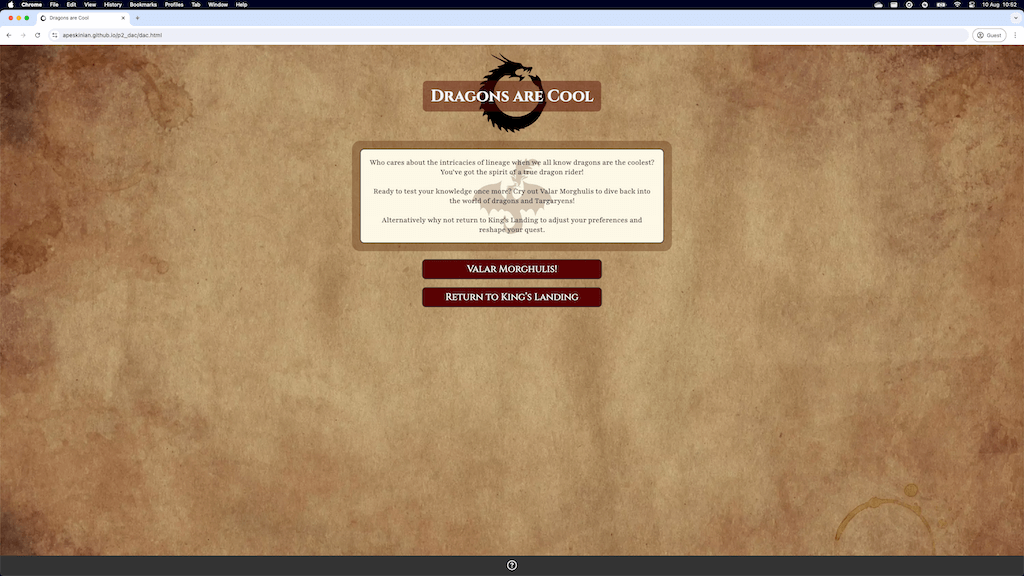 Chrome File Edit View History Bookmarks Profiles Tab Window Help 10 Aug 10:52
Dragons are Cool
apeskinian.github.io/p2_dac/dac.html Guest
Dragons are Cool
Who cares about the intricacies of lineage when we all know dragons are the coolest?
You've got the spirit of a true dragon rider!
Ready to test your knowledge once more? Cry out Valar Morghulis to dive back into
the world of dragons and Targaryens!
Alternatively why not return to King's Landing to adjust your preferences and
reshape your quest.
Valar Morghulis!
Return to King's Landing